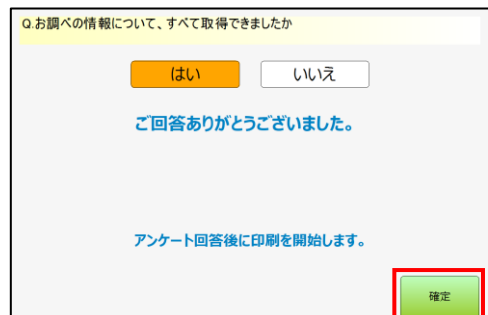 Q.お調べの情報について、すべて取得できましたか
はい
いいえ
ご回答ありがとうございました。
アンケート回答後に印刷を開始します。
確定